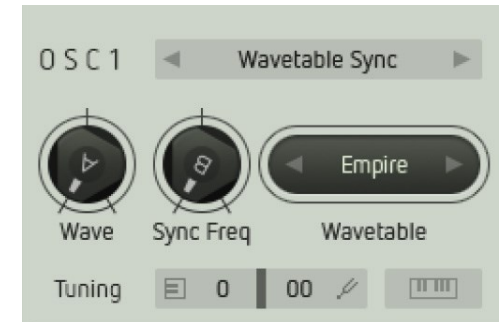 OSC1 Wavetable Sync
A B Empire
Wave Sync Freq Wavetable
Tuning 0 00